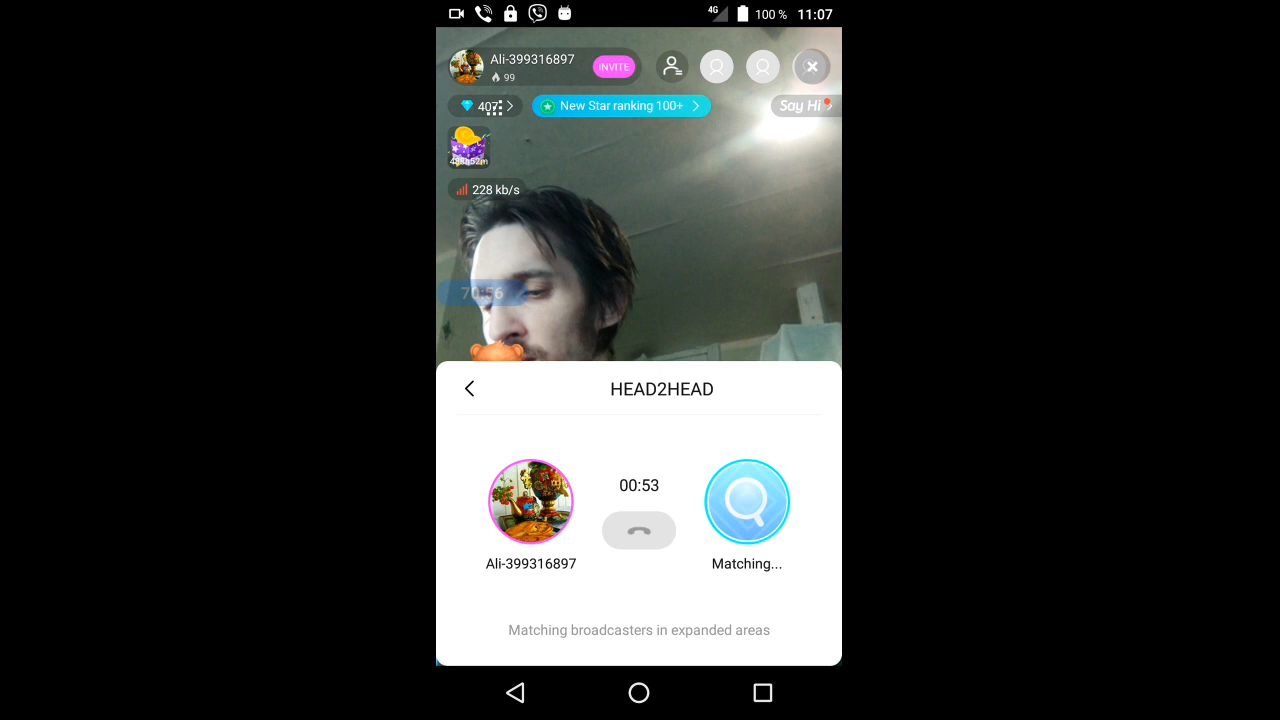 4G 100 % 11:07
Ali-399316897
99
INVITE
407
New Star ranking 100+
Say Hi
228 kb/s
HEAD2HEAD
00:53
Ali-399316897
Matching...
Matching broadcasters in expanded areas